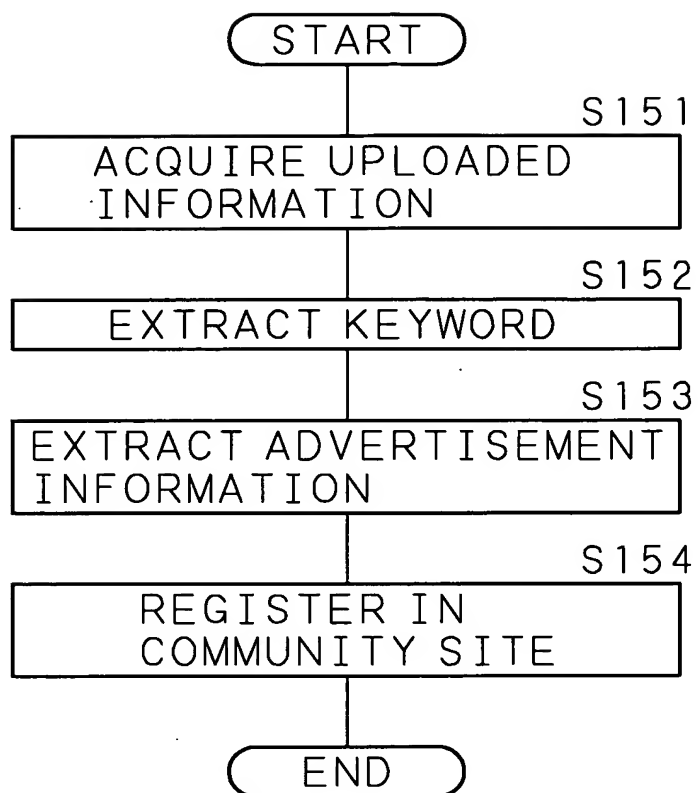 START
S151
ACQUIRE UPLOADED
INFORMATION
S152
EXTRACT KEYWORD
S153
EXTRACT ADVERTISEMENT
INFORMATION
S154
REGISTER IN
COMMUNITY SITE
END